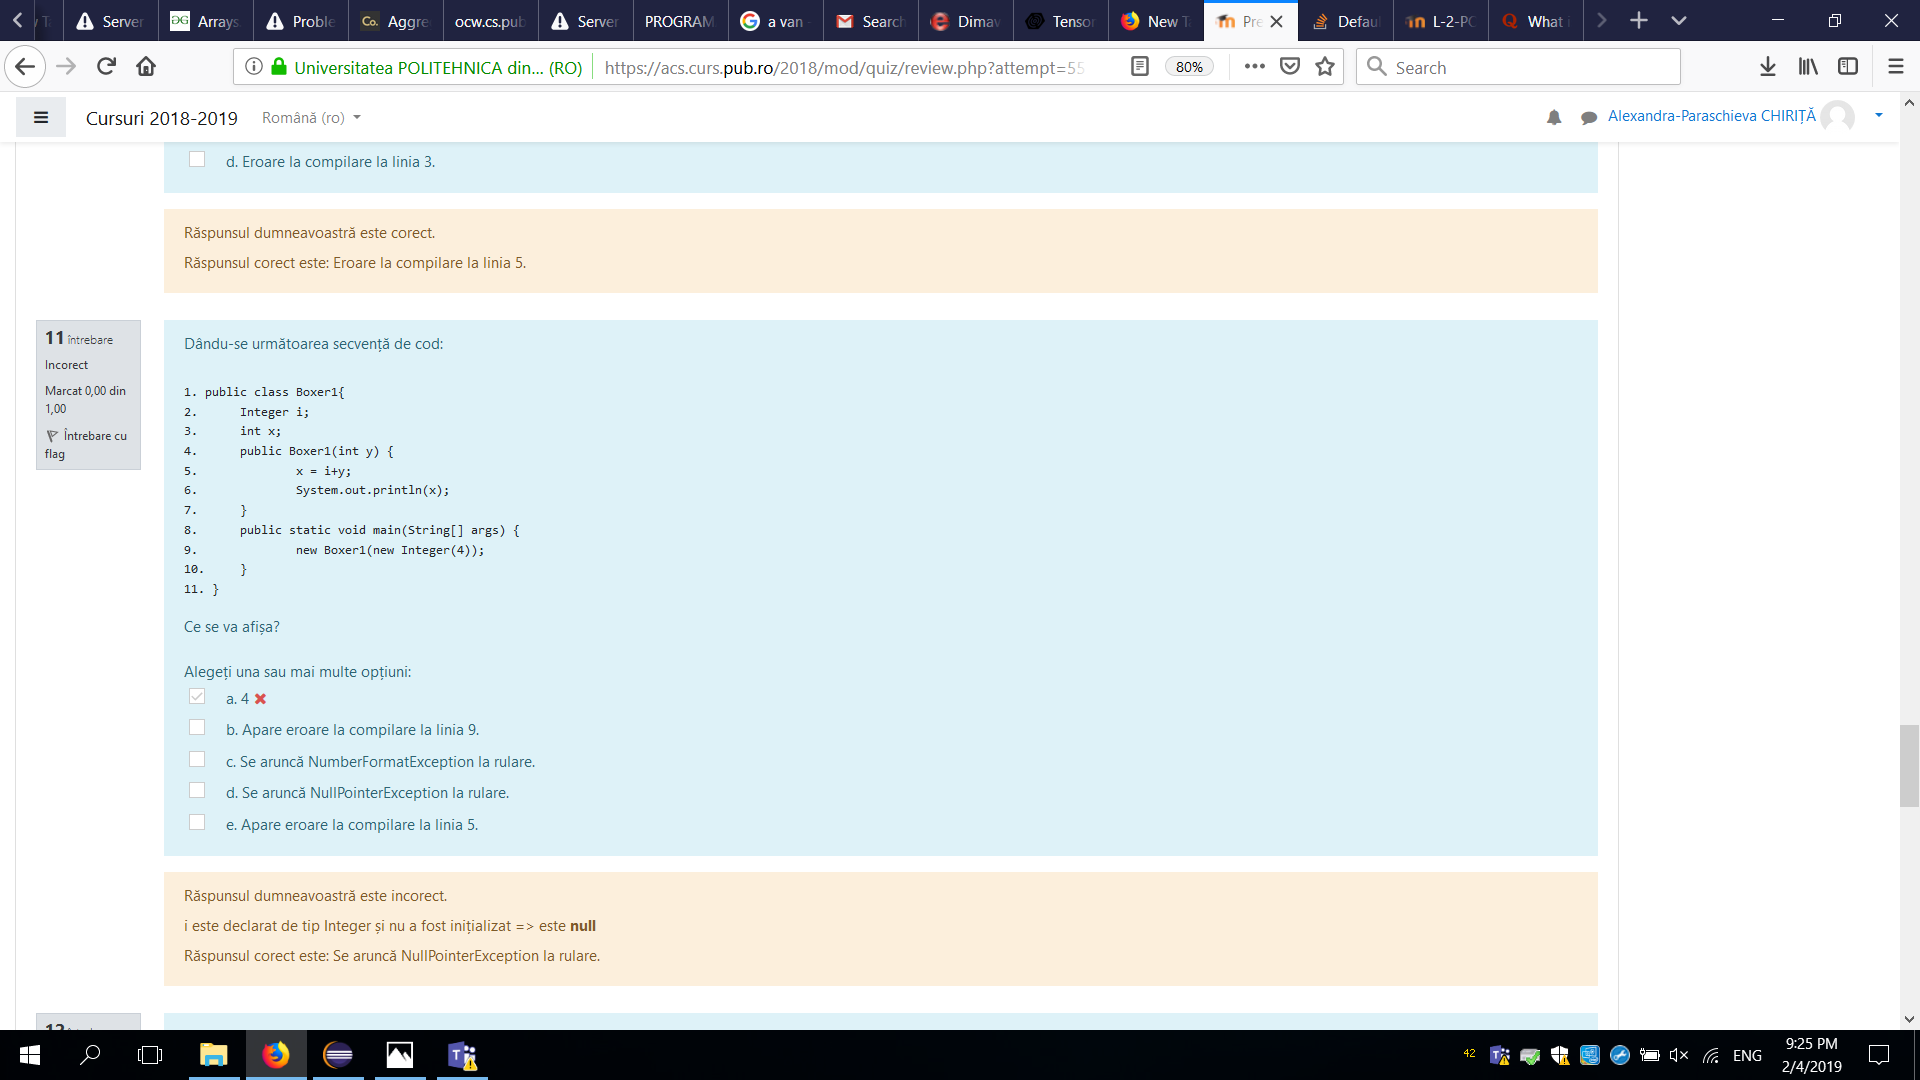 Server
Arrays
Proble
Aggre
ocw.cs.pub
Server
PROGRAM
a van
Search
Dimav
Tensor
New Ta
Pre
Defaul
L-2-PO
What i
Universitatea POLITEHNICA din... (RO)
https://acs.curs.pub.ro/2018/mod/quiz/review.php?attempt=55
80%
Search
Cursuri 2018-2019
Română (ro)
Alexandra-Paraschieva CHIRIȚĂ
d. Eroare la compilare la linia 3.
Răspunsul dumneavoastră este corect.
Răspunsul corect este: Eroare la compilare la linia 5.
11 întrebare
Incorect
Marcat 0,00 din
1,00
Întrebare cu
flag
Dându-se următoarea secvență de cod:
1. public class Boxer1{
2. Integer i;
3. int x;
4. public Boxer1(int y) {
5. x = i+y;
6. System.out.println(x);
7. }
8. public static void main(String[] args) {
9. new Boxer1(new Integer(4));
10. }
11. }
Ce se va afișa?
Alegeți una sau mai multe opțiuni:
a. 4
b. Apare eroare la compilare la linia 9.
c. Se aruncă NumberFormatException la rulare.
d. Se aruncă NullPointerException la rulare.
e. Apare eroare la compilare la linia 5.
Răspunsul dumneavoastră este incorect.
i este declarat de tip Integer și nu a fost inițializat => este null
Răspunsul corect este: Se aruncă NullPointerException la rulare.
42
ENG
9:25 PM
2/4/2019